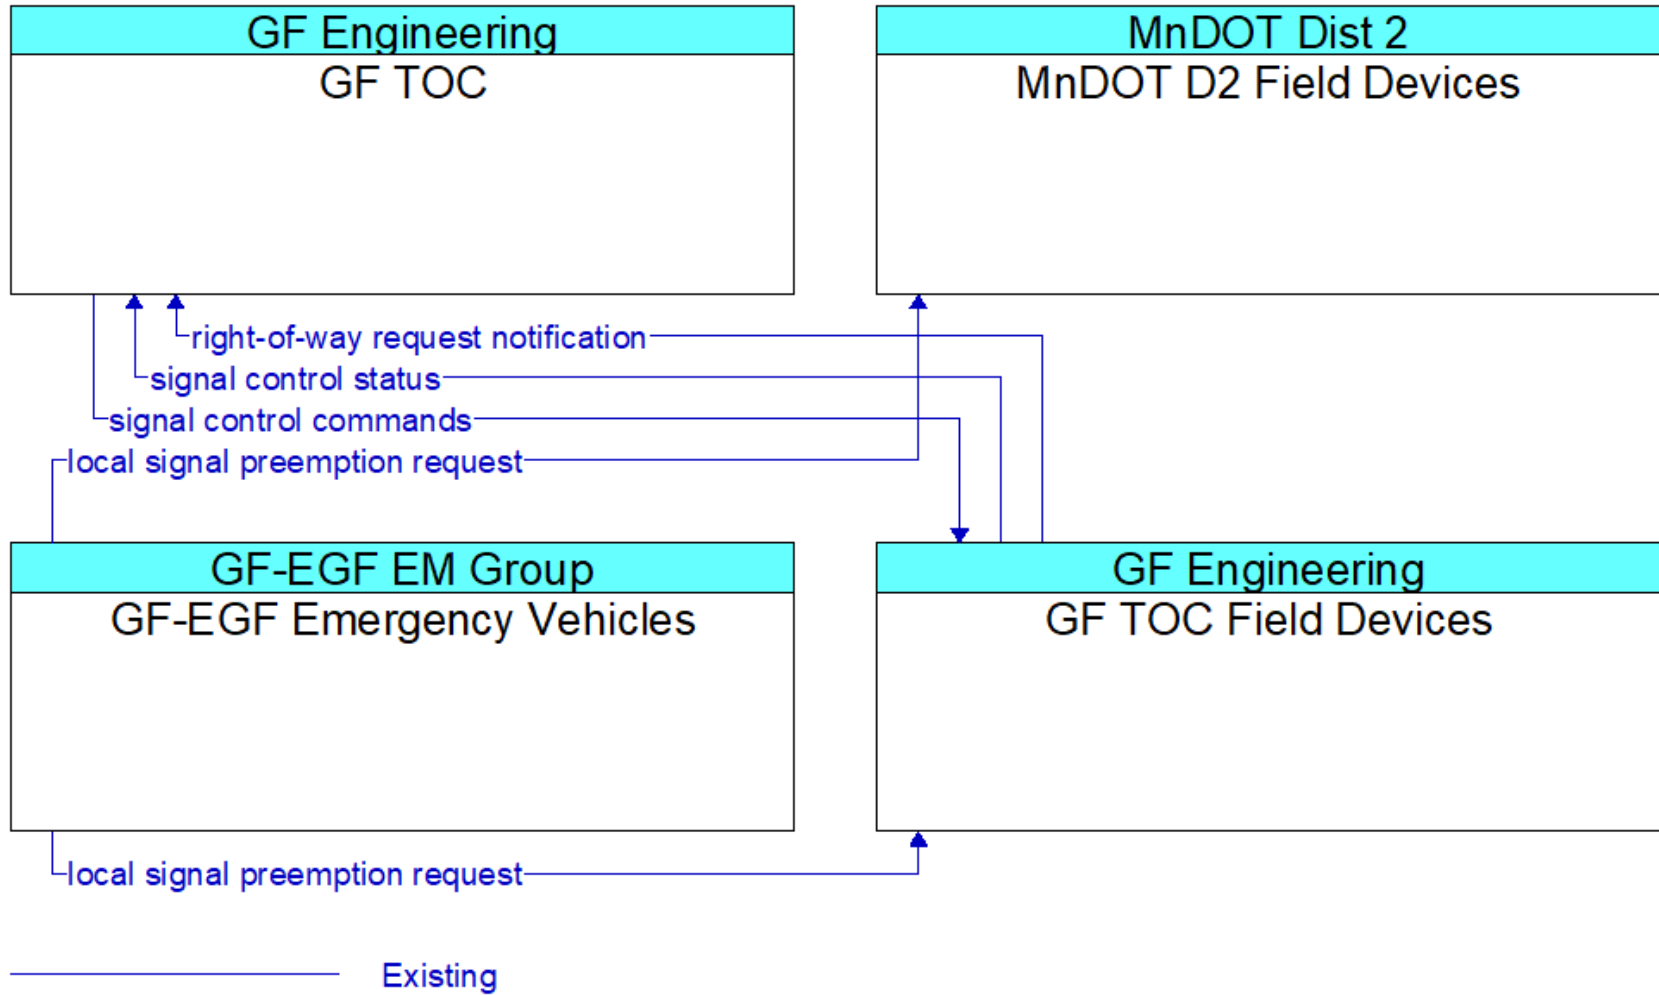 GF Engineering
GF TOC
MnDOT Dist 2
MnDOT D2 Field Devices
right-of-way request notification
signal control status
signal control commands
local signal preemption request
GF-EGF EM Group
GF-EGF Emergency Vehicles
GF Engineering
GF TOC Field Devices
local signal preemption request
Existing